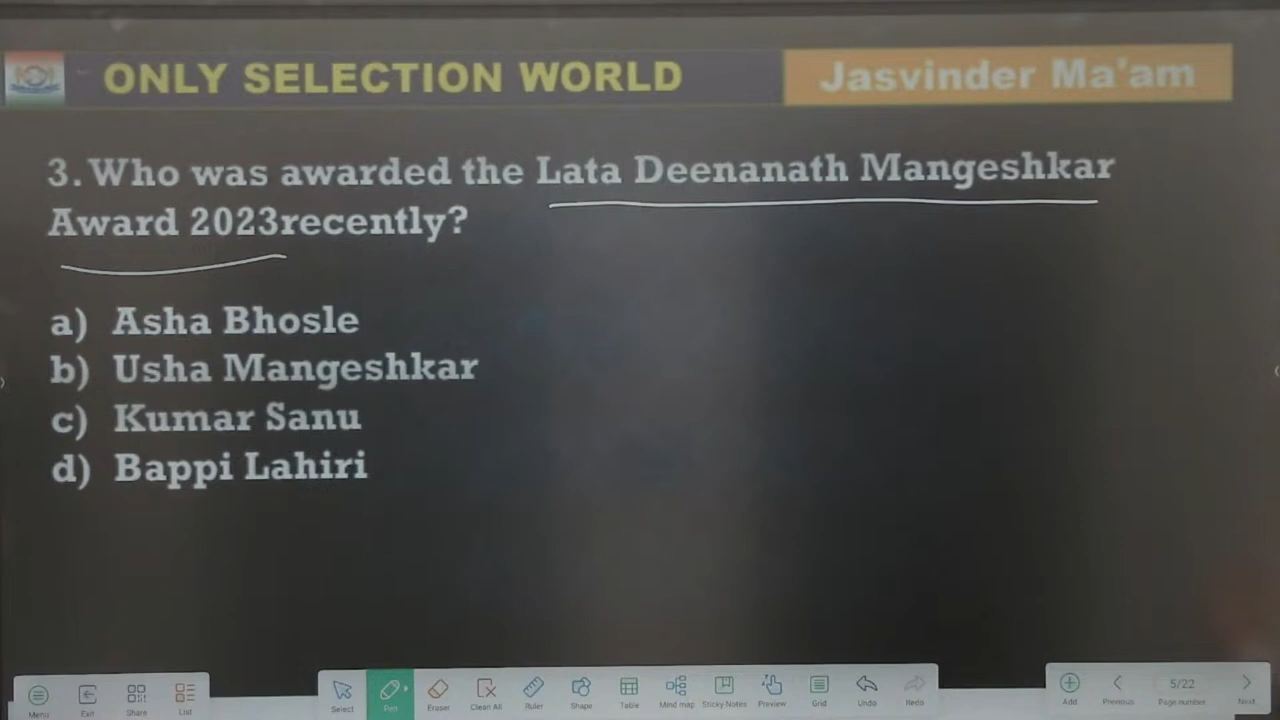 ONLY SELECTION WORLD
Jasvinder Ma'am
3. Who was awarded the Lata Deenanath Mangeshkar
Award 2023recently?
a) Asha Bhosle
b) Usha Mangeshkar
c) Kumar Sanu
d) Bappi Lahiri
Menu Exit Share List Select Pen Eraser Clean All Ruler Shape Table Mind map Sticky Notes Preview Grid Undo Redo Add Previous 5/22 Page number Next